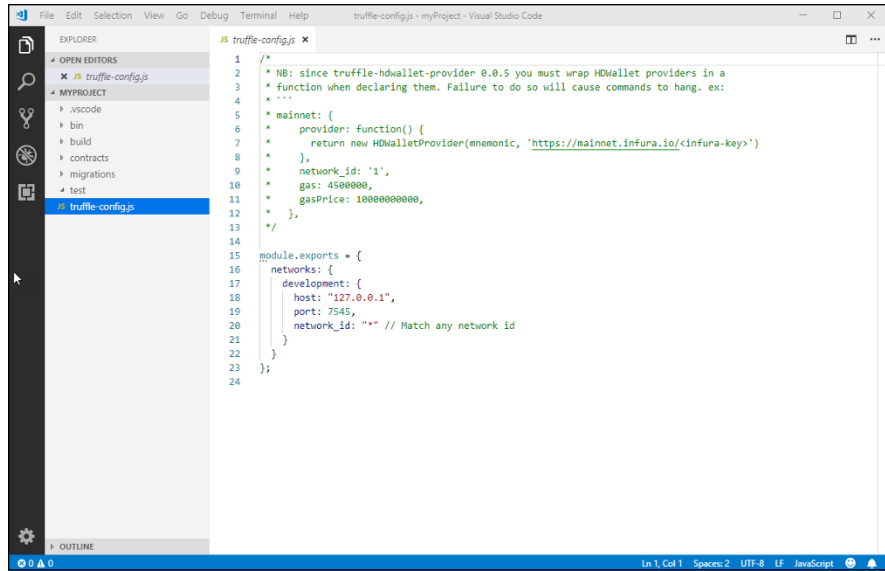 File Edit Selection View Go Debug Terminal Help truffle-config.js - myProject - Visual Studio Code
EXPLORER
OPEN EDITORS
JS truffle-config.js
MYPROJECT
.vscode
bin
build
contracts
migrations
test
JS truffle-config.js
OUTLINE
JS truffle-config.js
1 /*
2  * NB: since truffle-hdwallet-provider 0.0.5 you must wrap HDWallet providers in a
3  * function when declaring them. Failure to do so will cause commands to hang. ex:
4  * ```
5  * mainnet: {
6  *     provider: function() {
7  *       return new HDWalletProvider(mnemonic, 'https://mainnet.infura.io/<infura-key>')
8  *     },
9  *     network_id: '1',
10  *     gas: 4500000,
11  *     gasPrice: 10000000000,
12  *   },
13  */
14
15 module.exports = {
16   networks: {
17     development: {
18       host: "127.0.0.1",
19       port: 7545,
20       network_id: "*" // Match any network id
21     }
22   }
23 };
24
0 0 Ln 1, Col 1 Spaces: 2 UTF-8 LF JavaScript